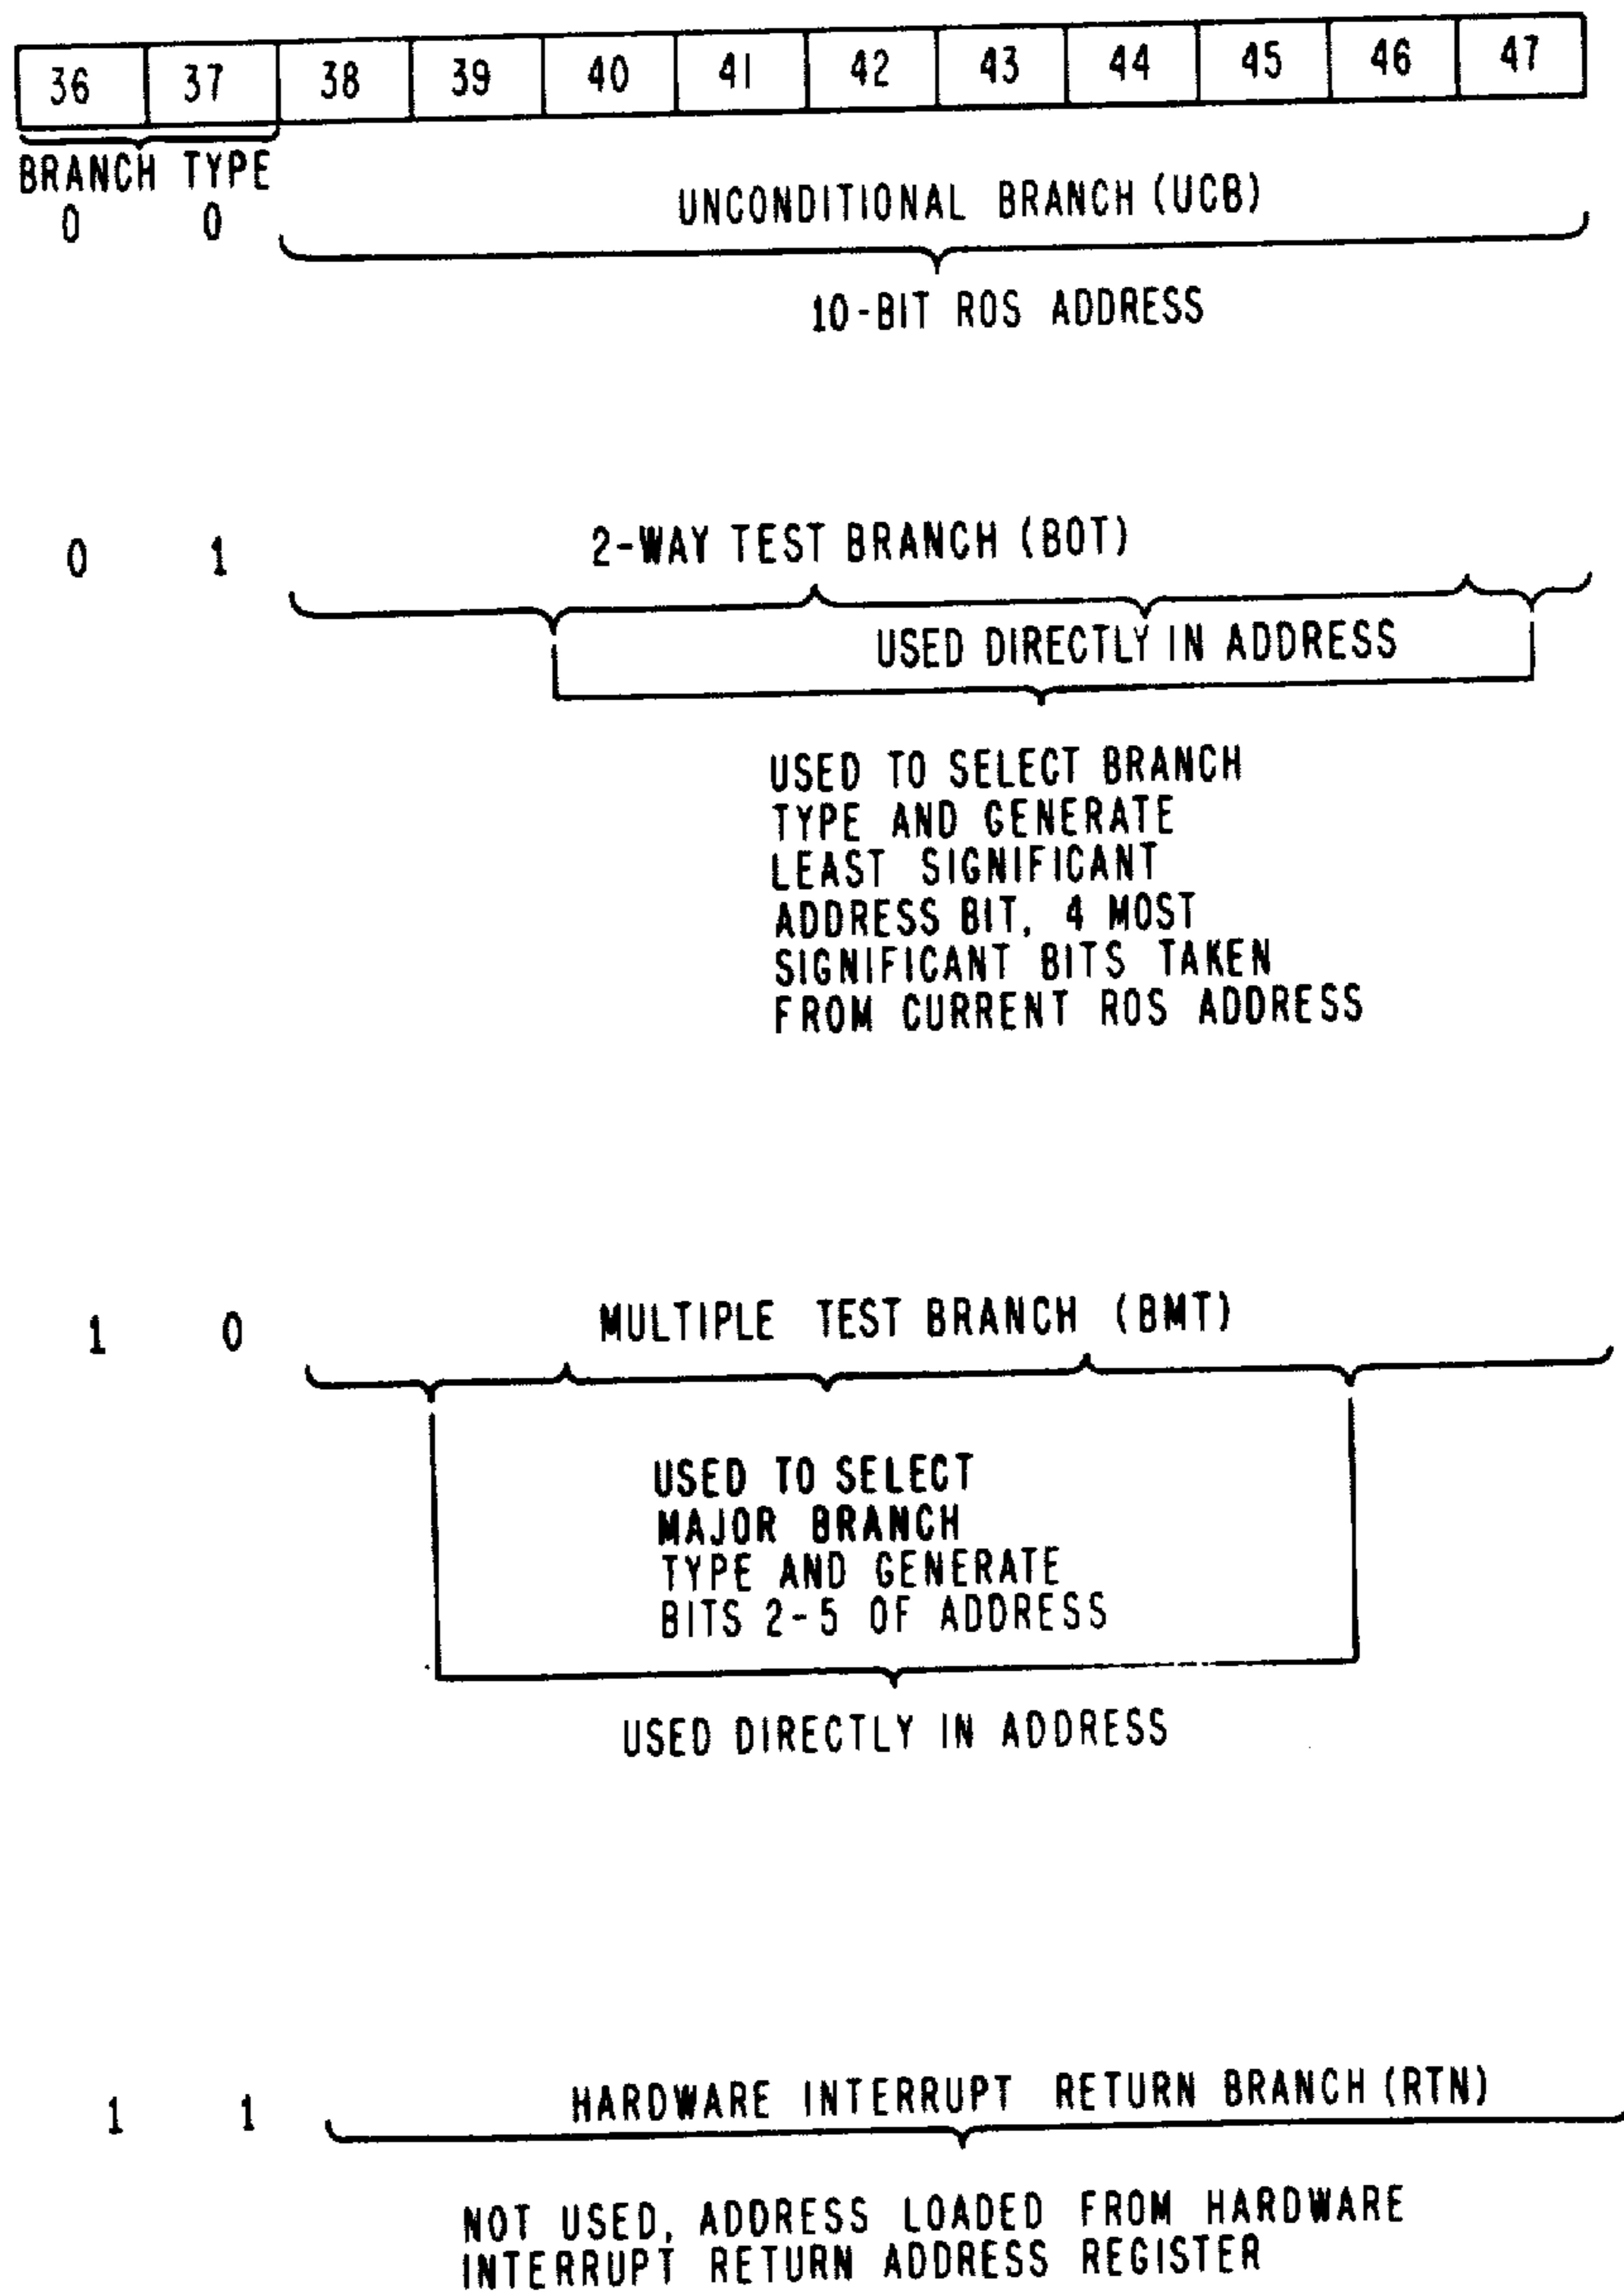 36 37 38 39 40 41 42 43 44 45 46 47
BRANCH TYPE
0 0 UNCONDITIONAL BRANCH (UCB)
10-BIT ROS ADDRESS
0 1 2-WAY TEST BRANCH (BOT)
USED DIRECTLY IN ADDRESS
USED TO SELECT BRANCH
TYPE AND GENERATE
LEAST SIGNIFICANT
ADDRESS BIT, 4 MOST
SIGNIFICANT BITS TAKEN
FROM CURRENT ROS ADDRESS
1 0 MULTIPLE TEST BRANCH (BMT)
USED TO SELECT
MAJOR BRANCH
TYPE AND GENERATE
BITS 2-5 OF ADDRESS
USED DIRECTLY IN ADDRESS
1 1 HARDWARE INTERRUPT RETURN BRANCH (RTN)
NOT USED, ADDRESS LOADED FROM HARDWARE
INTERRUPT RETURN ADDRESS REGISTER